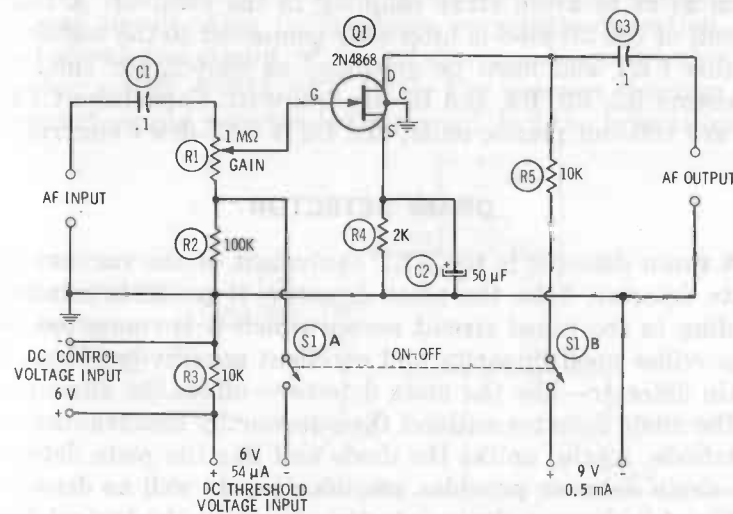 Q1
2N4868
C3
.1
D
G
C
S
C1
.1
1 MΩ
R1
GAIN
R5
10K
AF INPUT
AF OUTPUT
R2
100K
R4
2K
C2
+
50 µF
S1 A
ON-OFF
S1 B
-
DC CONTROL
VOLTAGE INPUT
R3
10K
6 V
+
+ 6 V -
54 µA
DC THRESHOLD
VOLTAGE INPUT
+ 9 V -
0.5 mA